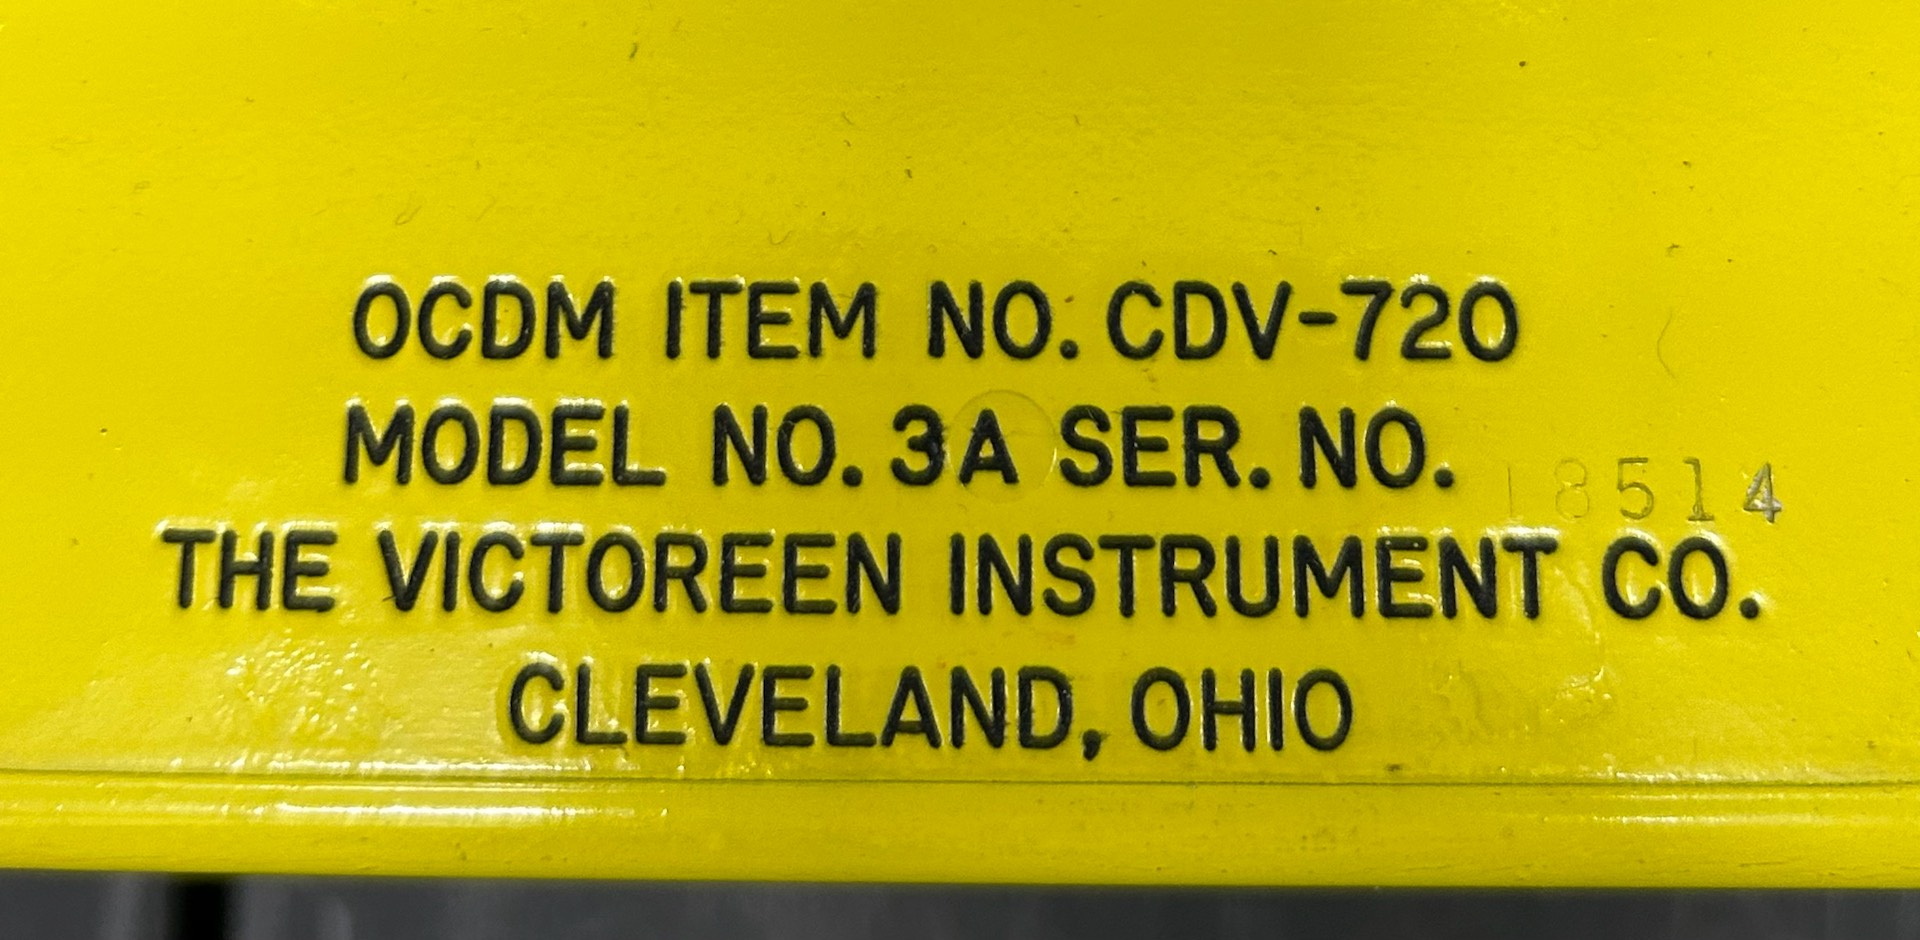 OCDM ITEM NO. CDV-720
MODEL NO. 3A SER. NO. 18514
THE VICTOREEN INSTRUMENT CO.
CLEVELAND, OHIO